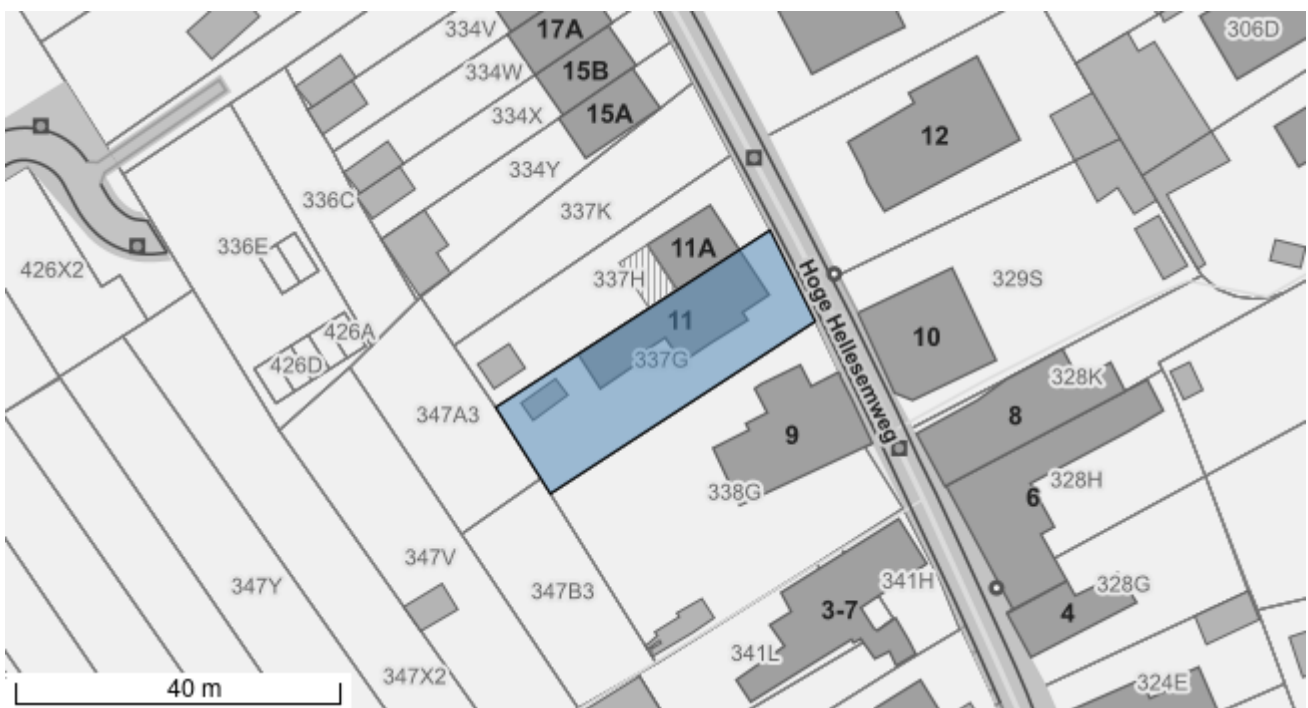 334V
17A
306D
334W
15B
334X
15A
12
334Y
336C
337K
336E
11A
426X2
337H
329S
Hoge Hellesemweg
11
426A
10
337G
426D
328K
347A3
8
9
338G
328H
6
347V
341H
328G
347Y
347B3
3-7
4
341L
347X2
324E
40 m